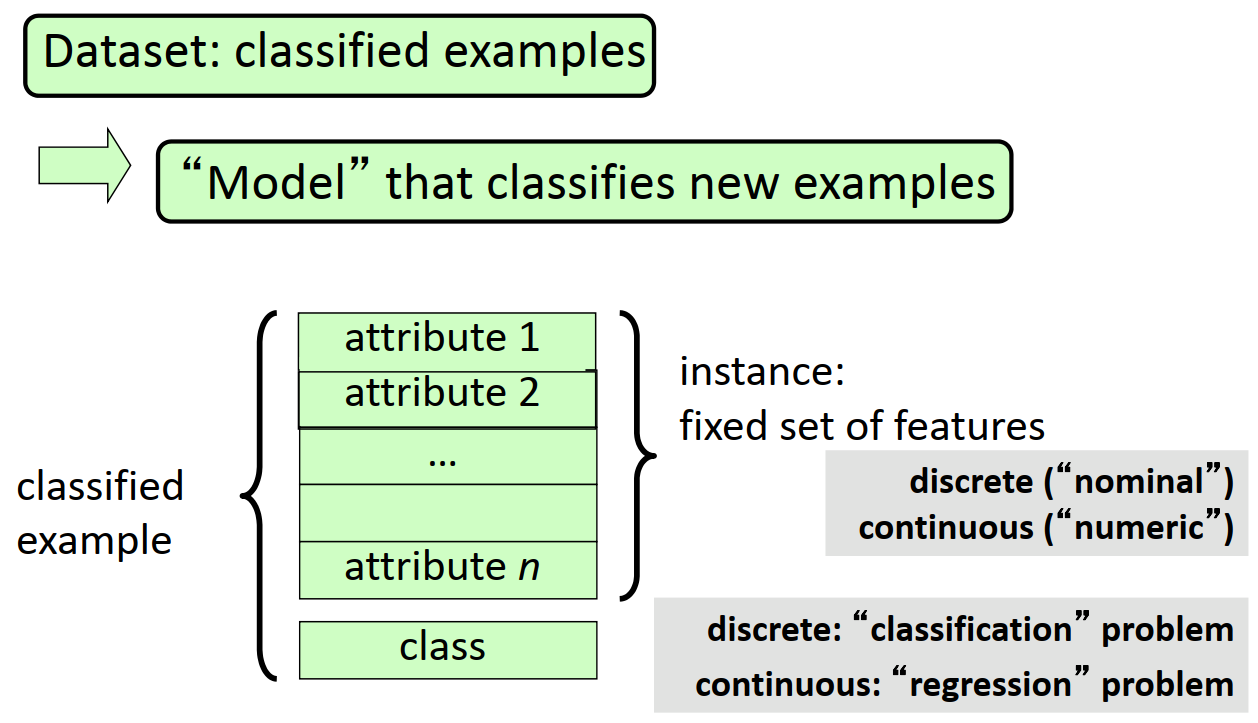 Dataset: classified examples
“Model” that classifies new examples
attribute 1
attribute 2
...
attribute n
class
classified
example
instance:
fixed set of features
discrete (“nominal”)
continuous (“numeric”)
discrete: “classification” problem
continuous: “regression” problem